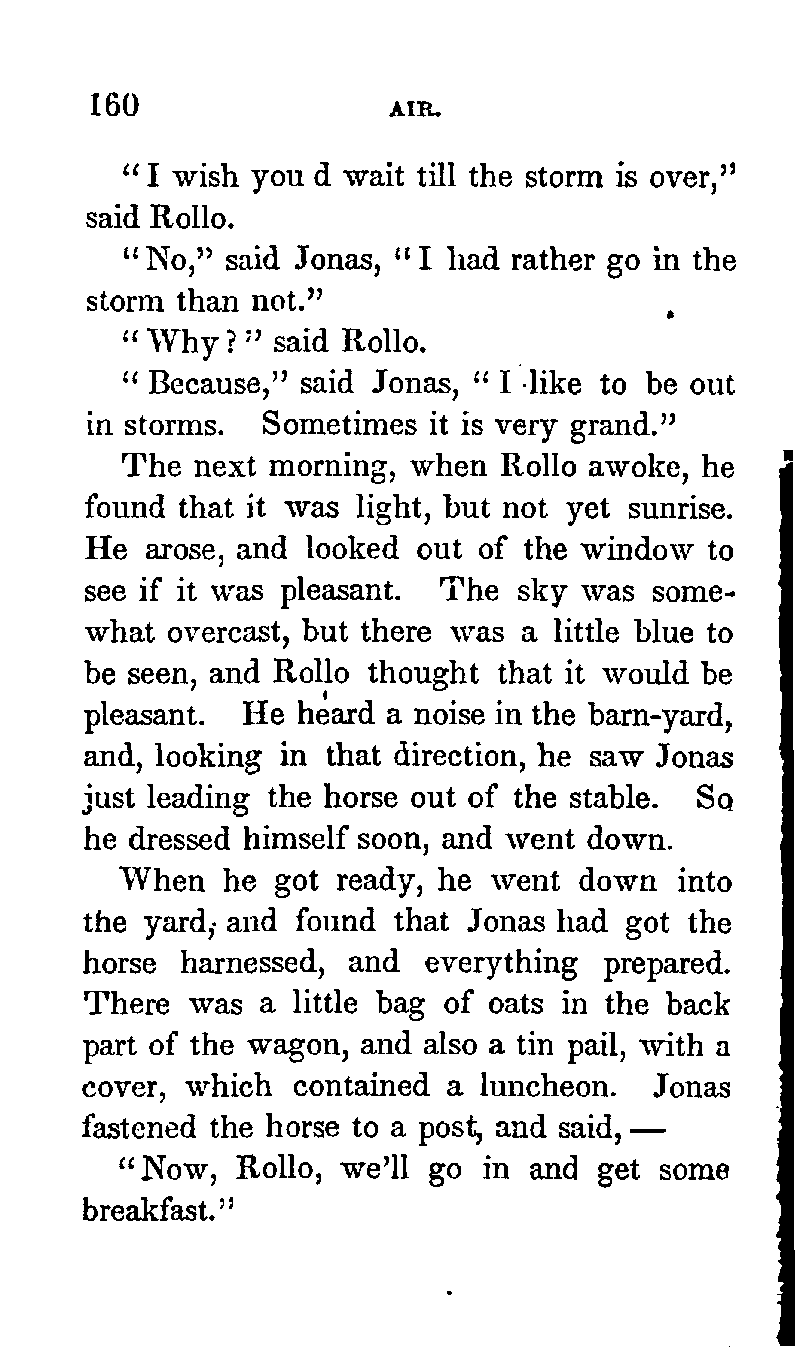 160 AIR.
“I wish you d wait till the storm is over,”
said Rollo.
“No,” said Jonas, “I had rather go in the
storm than not.”
“Why?” said Rollo.
“Because,” said Jonas, “I like to be out
in storms. Sometimes it is very grand.”
The next morning, when Rollo awoke, he
found that it was light, but not yet sunrise.
He arose, and looked out of the window to
see if it was pleasant. The sky was some-
what overcast, but there was a little blue to
be seen, and Rollo thought that it would be
pleasant. He heard a noise in the barn-yard,
and, looking in that direction, he saw Jonas
just leading the horse out of the stable. So
he dressed himself soon, and went down.
When he got ready, he went down into
the yard, and found that Jonas had got the
horse harnessed, and everything prepared.
There was a little bag of oats in the back
part of the wagon, and also a tin pail, with a
cover, which contained a luncheon. Jonas
fastened the horse to a post, and said, —
“Now, Rollo, we’ll go in and get some
breakfast.”